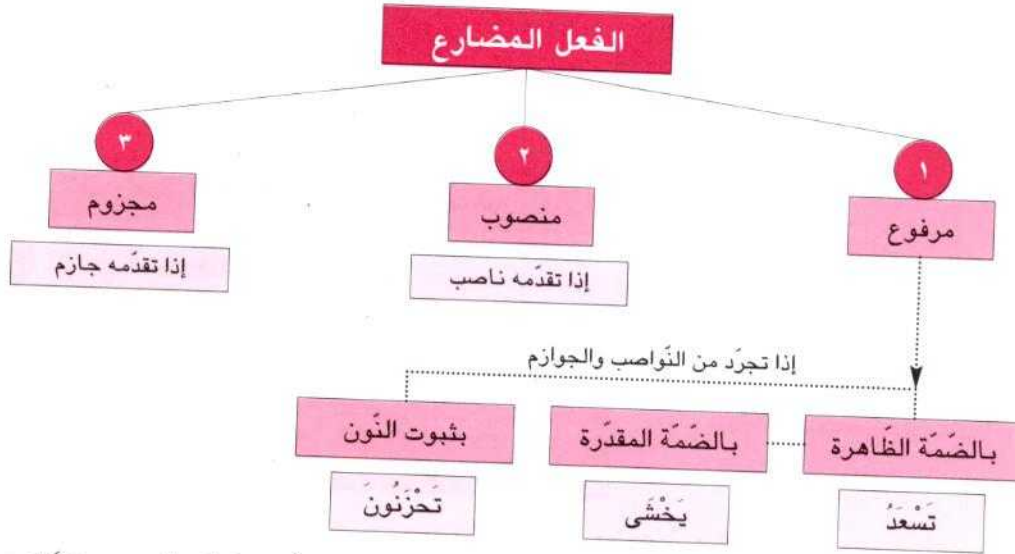 الفعل المضارع
١
٢
٣
مرفوع
منصوب
مجزوم
إذا تقدّمه ناصب
إذا تقدّمه جازم
إذا تجرّد من النّواصب والجوازم
بالضّمّة الظّاهرة
بالضّمّة المقدّرة
بثبوت النّون
تَسْعَدُ
يَخْشَى
تَحْزَنُونَ